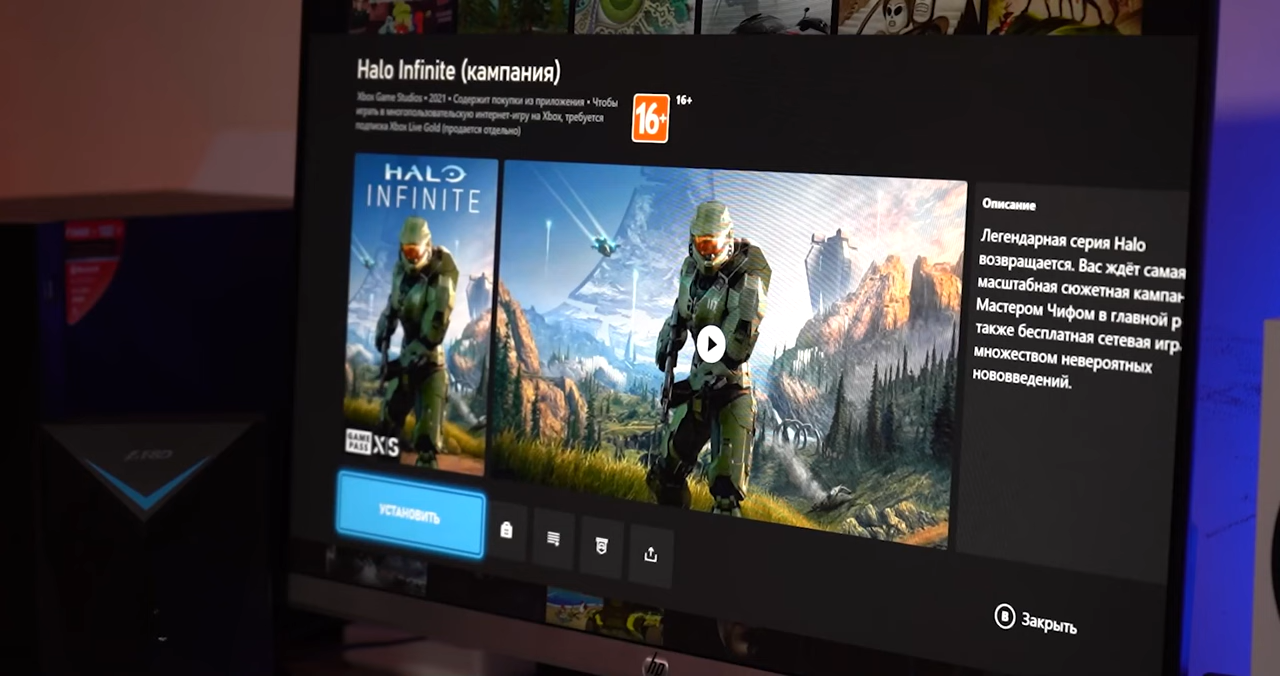 Halo Infinite (кампания)
Xbox Game Studios • 2021 • Содержит покупки из приложения • Чтобы
играть в многопользовательскую интернет-игру на Xbox, требуется
подписка Xbox Live Gold (продается отдельно)
16+
16+
HALO
INFINITE
Описание
Легендарная серия Halo
возвращается. Вас ждёт самая
масштабная сюжетная кампан
Мастером Чифом в главной р
также бесплатная сетевая игр
множеством невероятных
нововведений.
GAME
PASS
X|S
УСТАНОВИТЬ
B Закрыть
hp